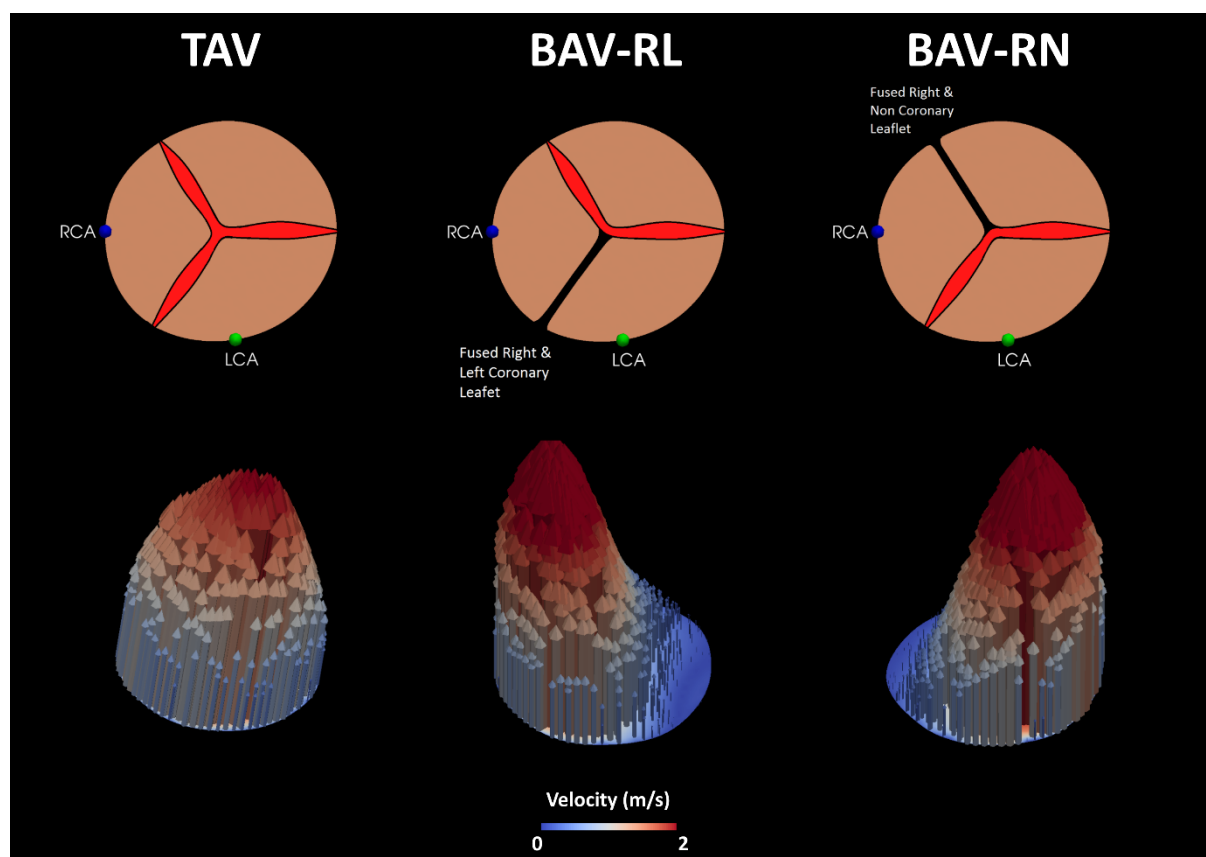 TAV
BAV-RL
BAV-RN
Fused Right &
Non Coronary
Leaflet
RCA
RCA
RCA
LCA
Fused Right &
Left Coronary
Leafet
LCA
LCA
Velocity (m/s)
0
2